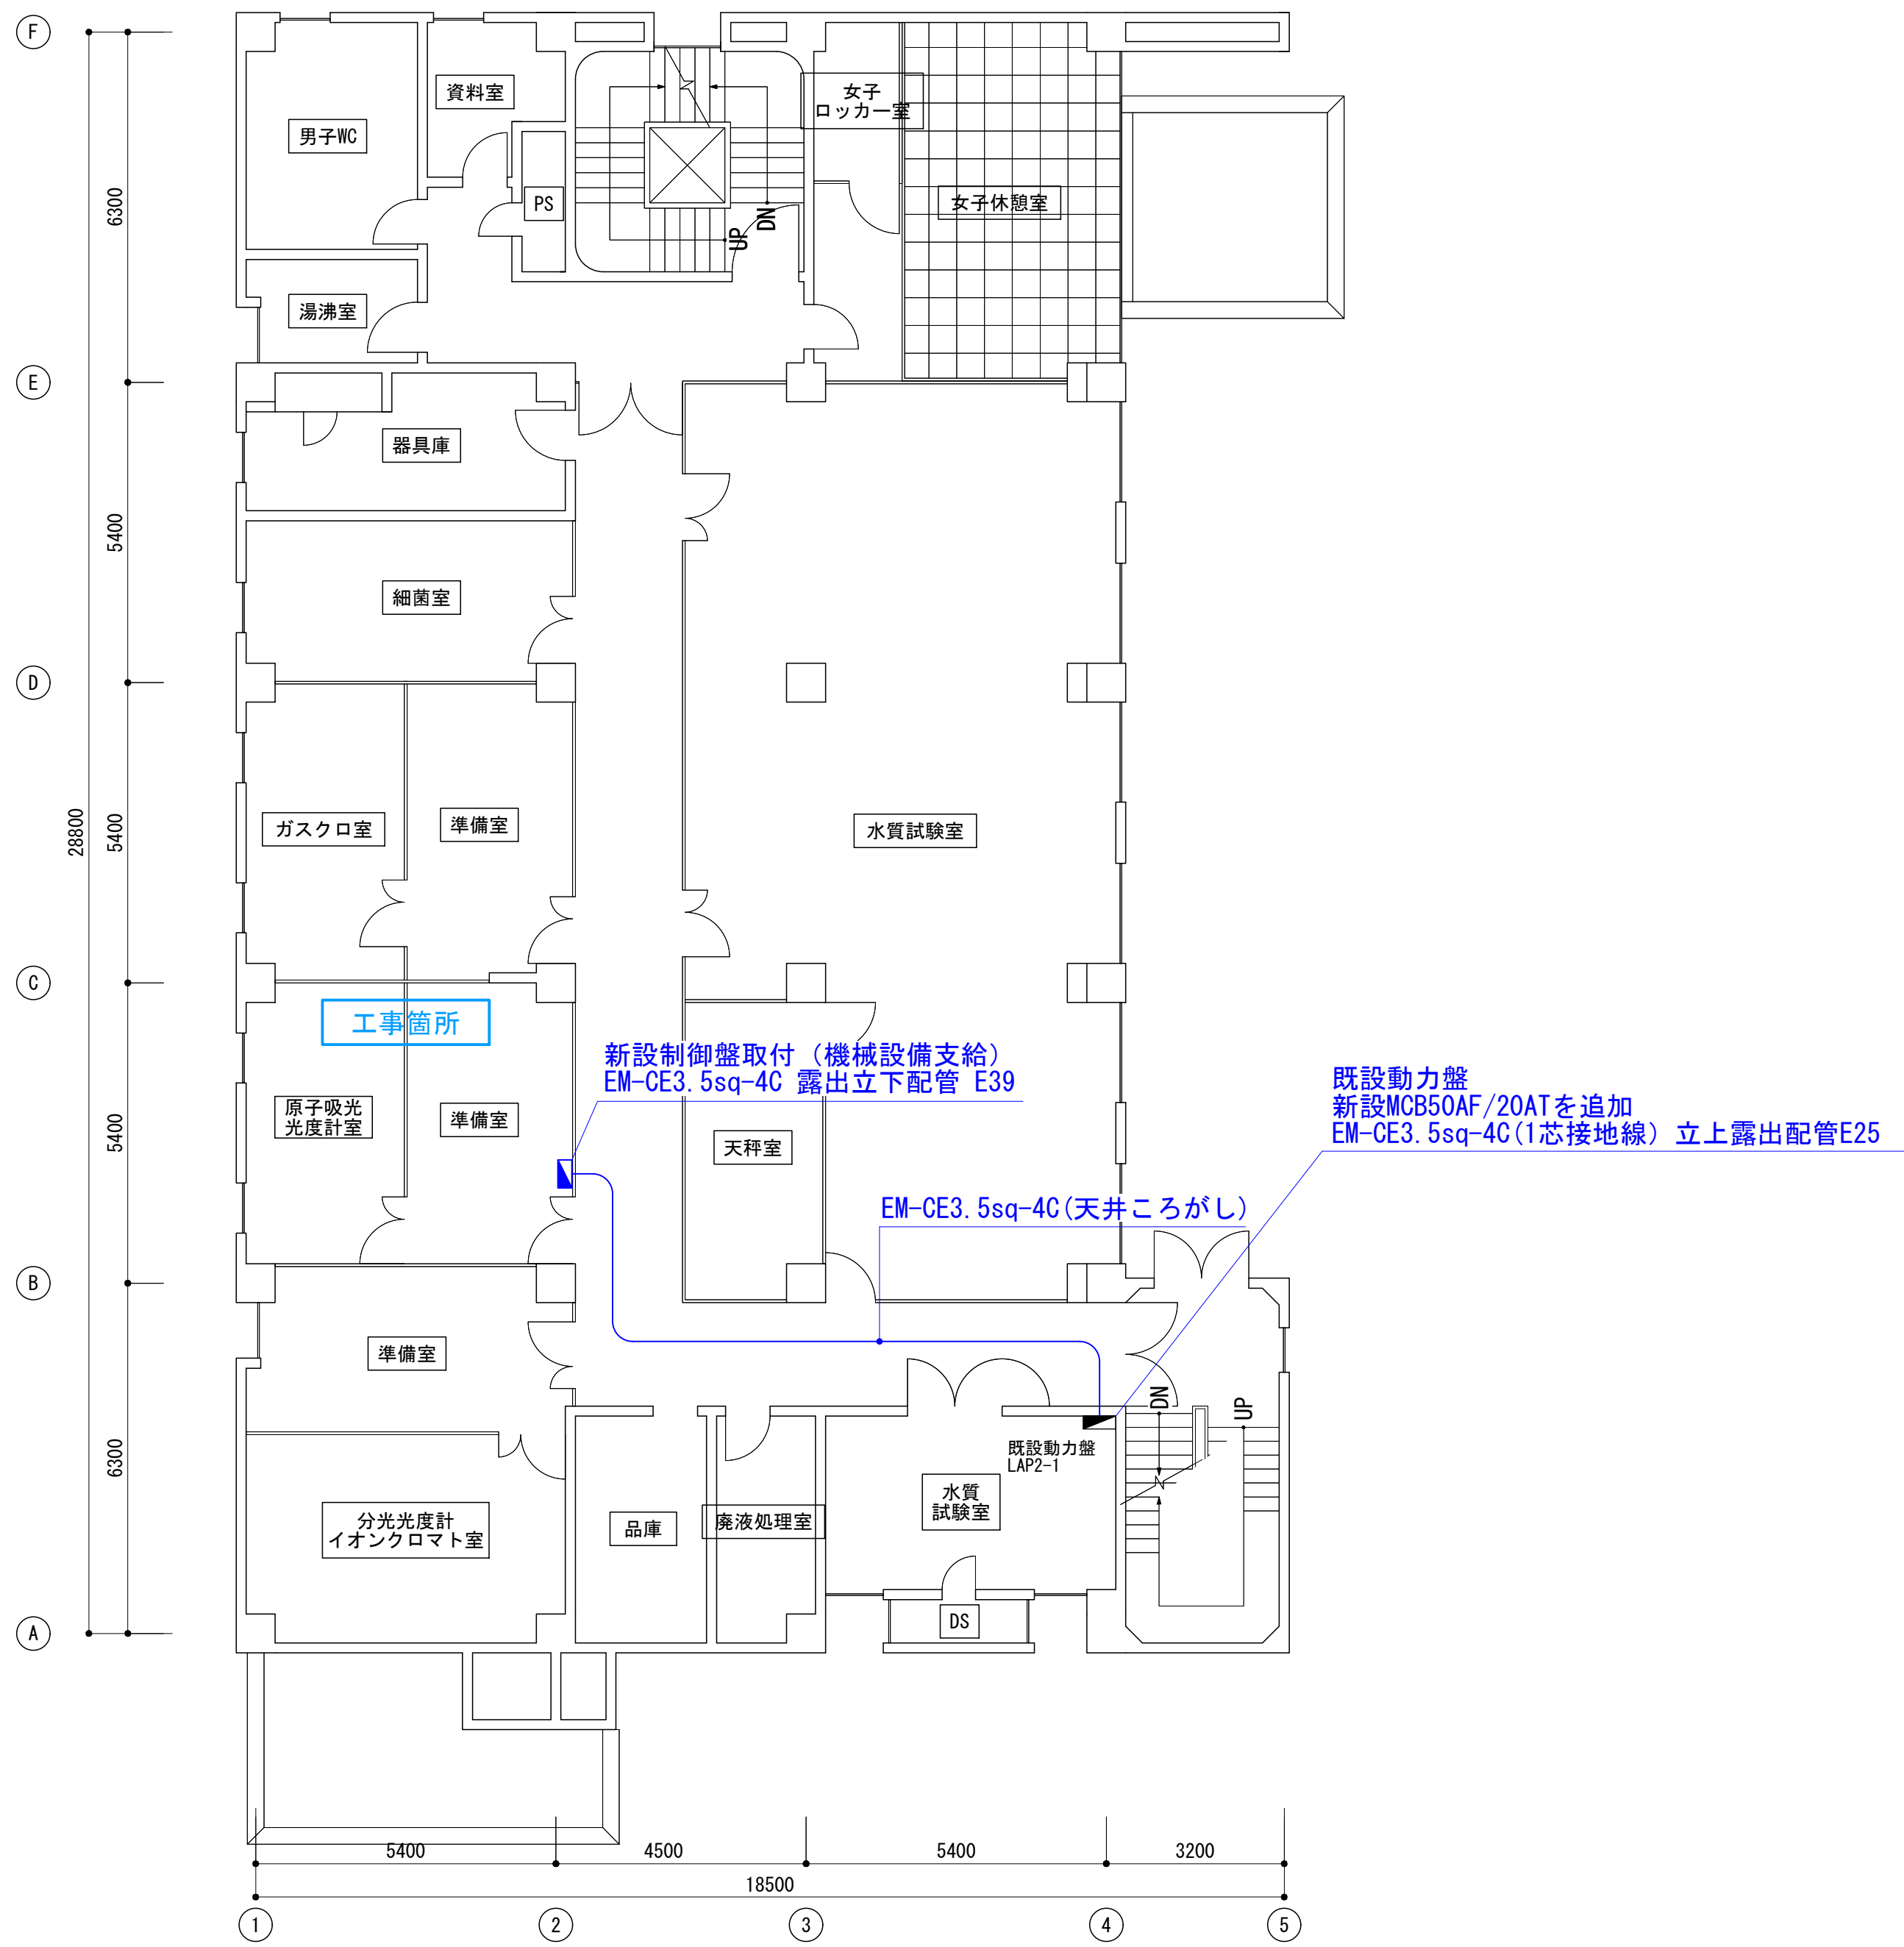 F
資料室
女子
ロッカー室
男子WC
6300
PS
女子休憩室
DN
UP
湯沸室
E
器具庫
5400
細菌室
D
28800
5400
ガスクロ室
準備室
水質試験室
C
工事箇所
新設制御盤取付（機械設備支給）
EM-CE3.5sq-4C 露出立下配管 E39
既設動力盤
新設MCB50AF/20ATを追加
EM-CE3.5sq-4C(1芯接地線）立上露出配管E25
原子吸光
光度計室
準備室
5400
天秤室
EM-CE3.5sq-4C(天井ころがし)
B
準備室
DN
UP
6300
既設動力盤
LAP2-1
水質
試験室
分光光度計
イオンクロマト室
品庫
廃液処理室
DS
A
5400
4500
5400
3200
18500
1
2
3
4
5